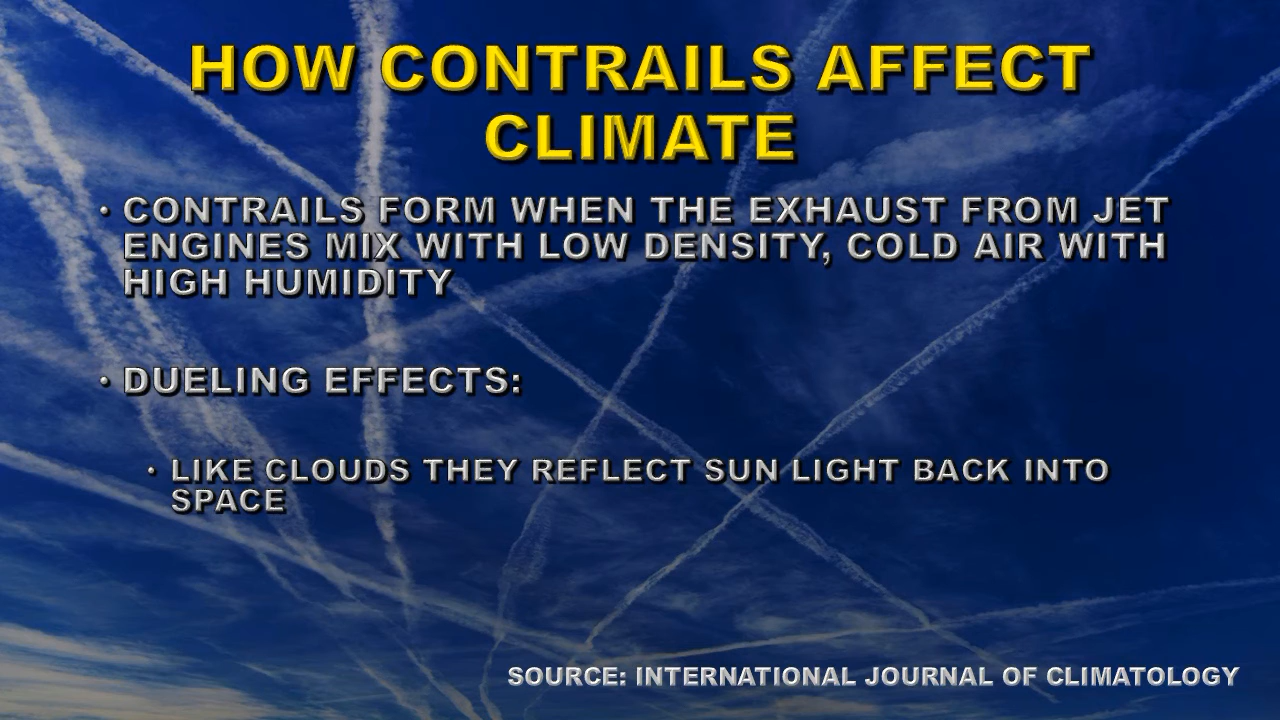 HOW CONTRAILS AFFECT
CLIMATE
• CONTRAILS FORM WHEN THE EXHAUST FROM JET
ENGINES MIX WITH LOW DENSITY, COLD AIR WITH
HIGH HUMIDITY
• DUELING EFFECTS:
• LIKE CLOUDS THEY REFLECT SUN LIGHT BACK INTO
SPACE
SOURCE: INTERNATIONAL JOURNAL OF CLIMATOLOGY